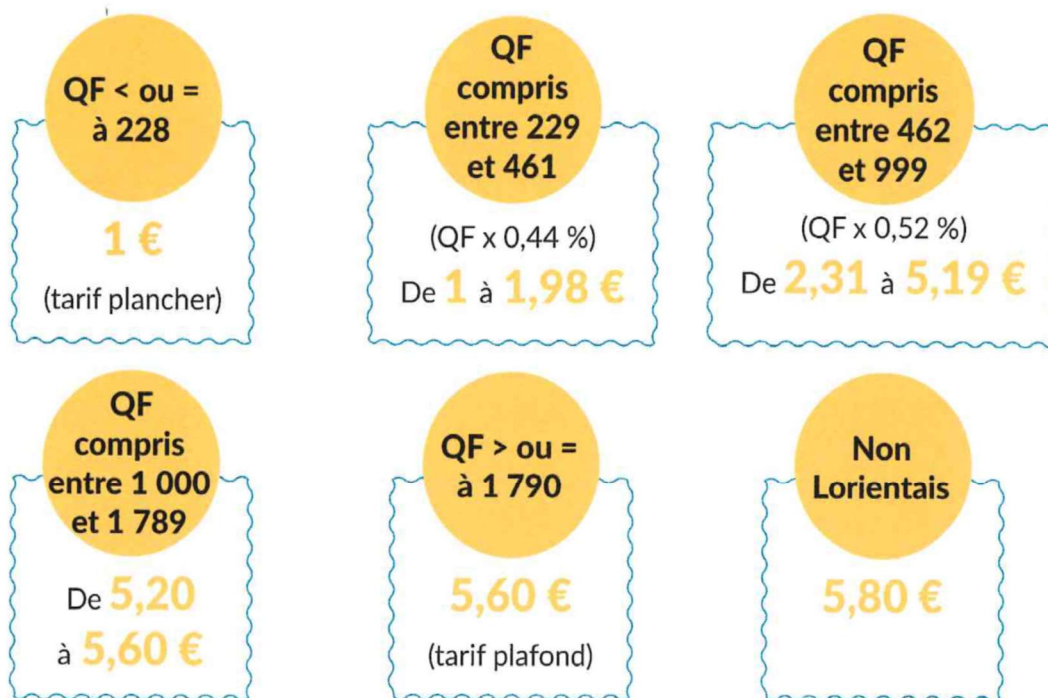 QF < ou =
à 228
1 €
(tarif plancher)
QF
compris
entre 229
et 461
(QF x 0,44 %)
De 1 à 1,98 €
QF
compris
entre 462
et 999
(QF x 0,52 %)
De 2,31 à 5,19 €
QF
compris
entre 1 000
et 1 789
De 5,20
à 5,60 €
QF > ou =
à 1 790
5,60 €
(tarif plafond)
Non
Lorientais
5,80 €